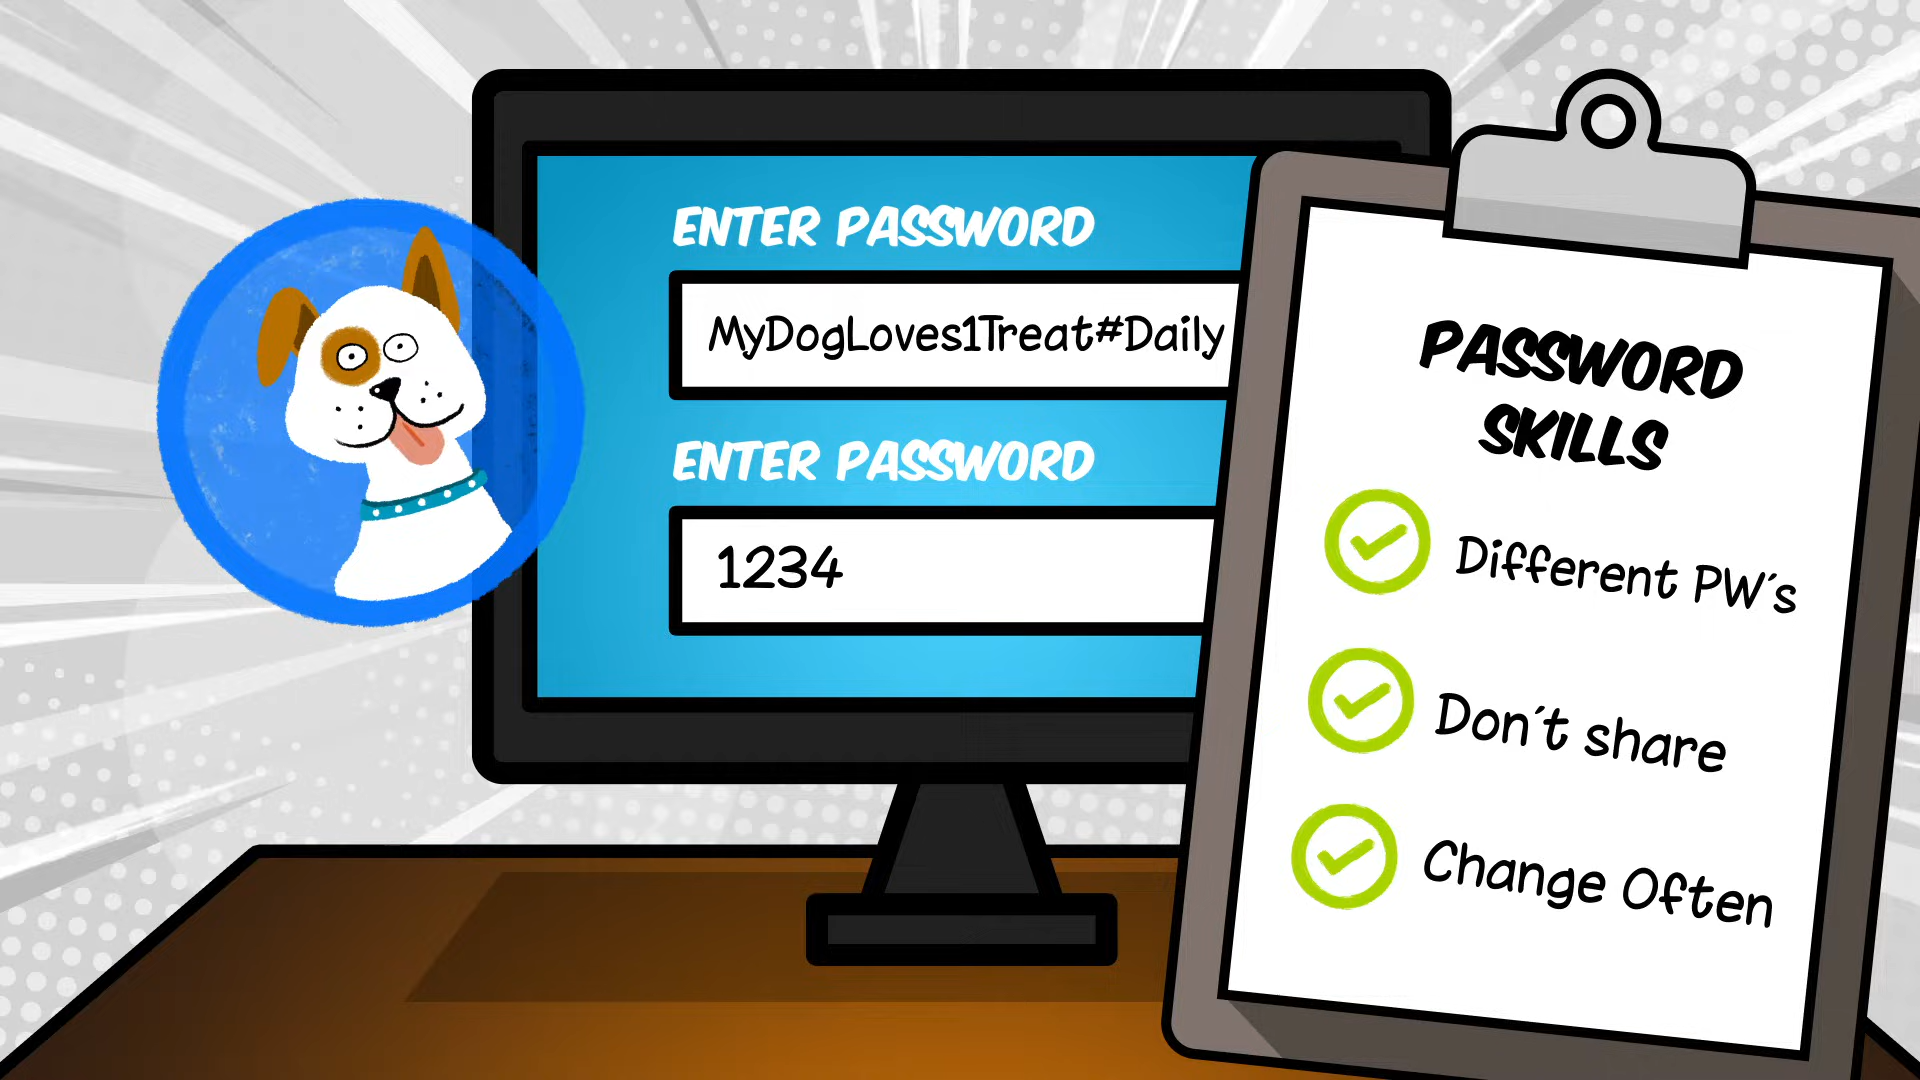 ENTER PASSWORD
MyDogLoves1Treat#Daily
ENTER PASSWORD
1234
PASSWORD
SKILLS
Different PW's
Don't share
Change Often